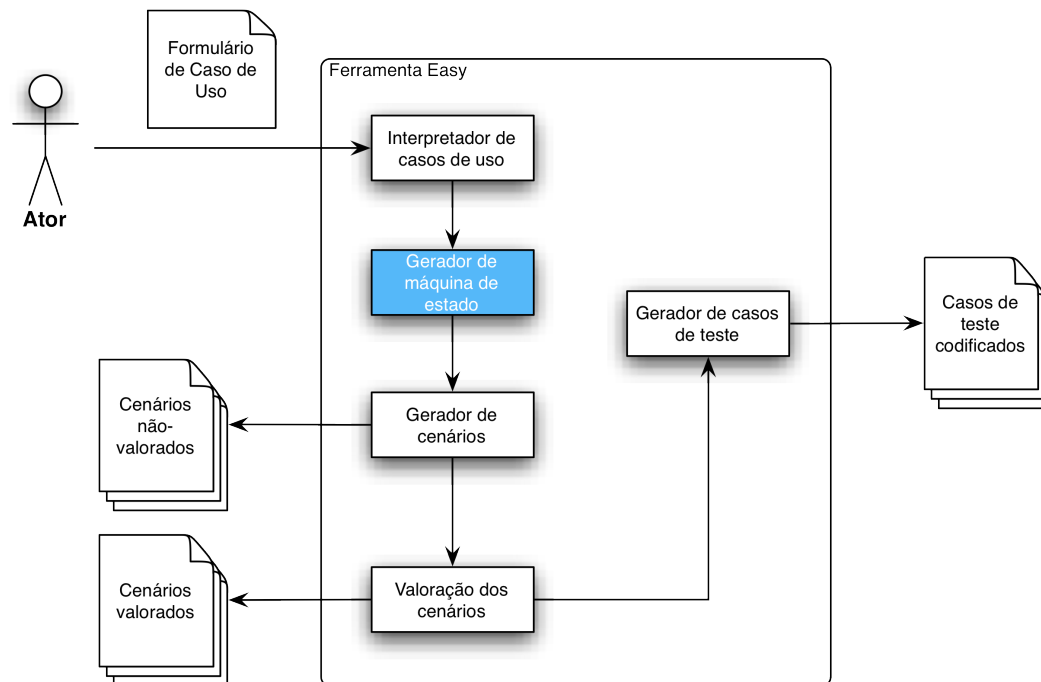 Formulário
de Caso de
Uso
Ferramenta Easy
Ator
Interpretador de
casos de uso
Gerador de
máquina de
estado
Gerador de casos
de teste
Casos de
teste
codificados
Cenários
não-
valorados
Gerador de
cenários
Cenários
valorados
Valoração dos
cenários